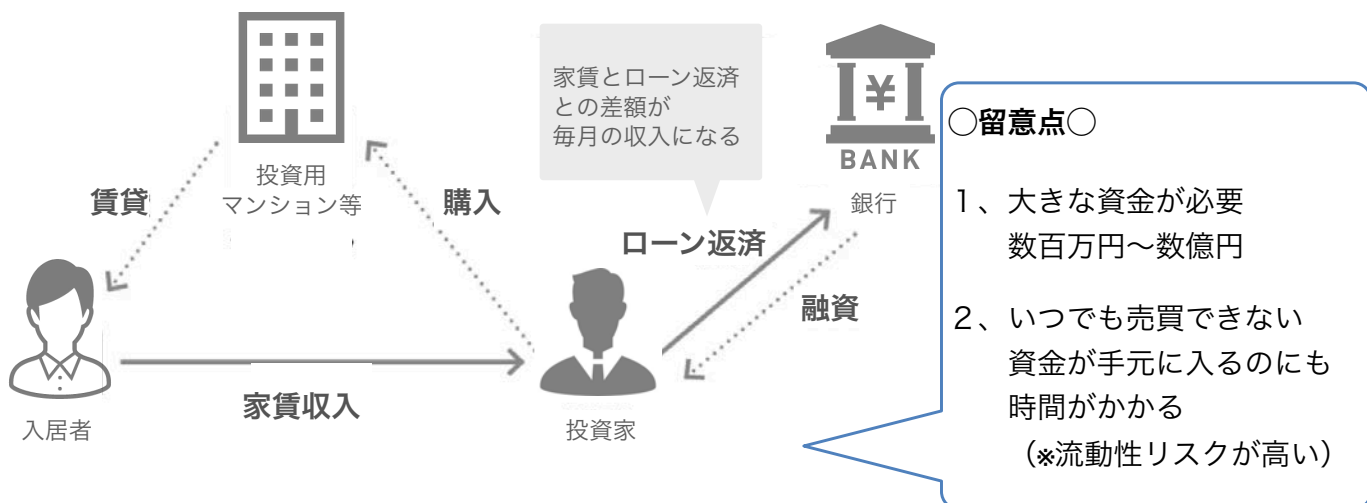 家賃とローン返済
との差額が
毎月の収入になる
¥
BANK
銀行
投資用
マンション等
賃貸
購入
ローン返済
融資
家賃収入
入居者
投資家
○留意点○
１、大きな資金が必要
数百万円〜数億円
２、いつでも売買できない
資金が手元に入るのにも
時間がかかる
（※流動性リスクが高い）